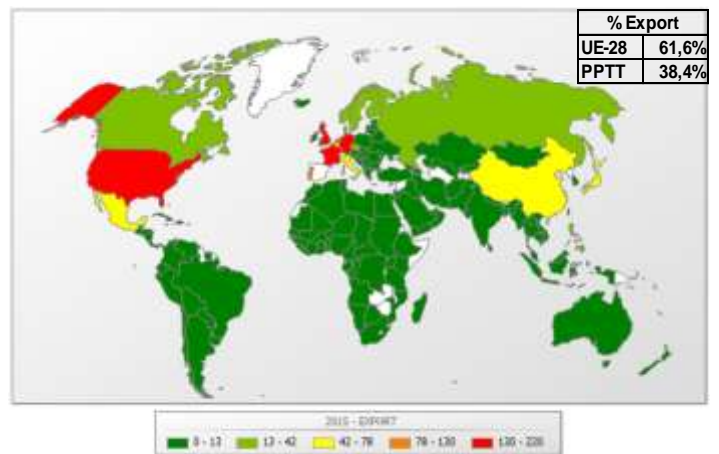 % Export
UE-28 61,6%
PPTT 38,4%
2015 - EXPORT
0 - 13 13 - 42 42 - 78 78 - 130 130 - 220